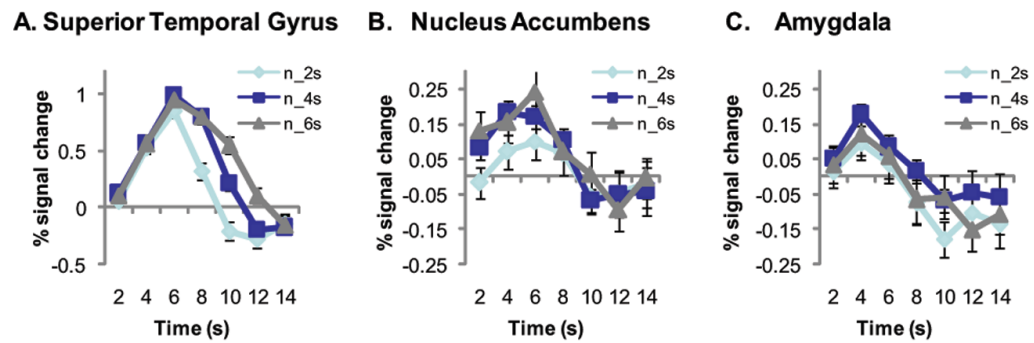 A. Superior Temporal Gyrus
% signal change
1
0.5
0
-0.5
n_2s
n_4s
n_6s
2 4 6 8 10 12 14
Time (s)
B. Nucleus Accumbens
% signal change
0.25
0.15
0.05
-0.05
-0.15
-0.25
n_2s
n_4s
n_6s
2 4 6 8 10 12 14
Time (s)
C. Amygdala
% signal change
0.25
0.15
0.05
-0.05
-0.15
-0.25
n_2s
n_4s
n_6s
2 4 6 8 10 12 14
Time (s)